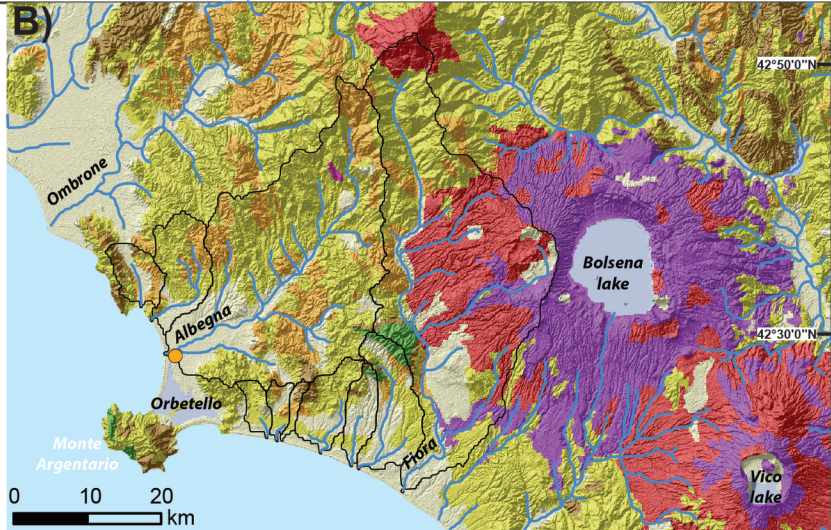 B)
42°50'0"N
Ombrone
Bolsena
lake
Albegna
42°30'0"N
Orbetello
Monte
Argentario
Fiora
Vico
lake
0 10 20
km